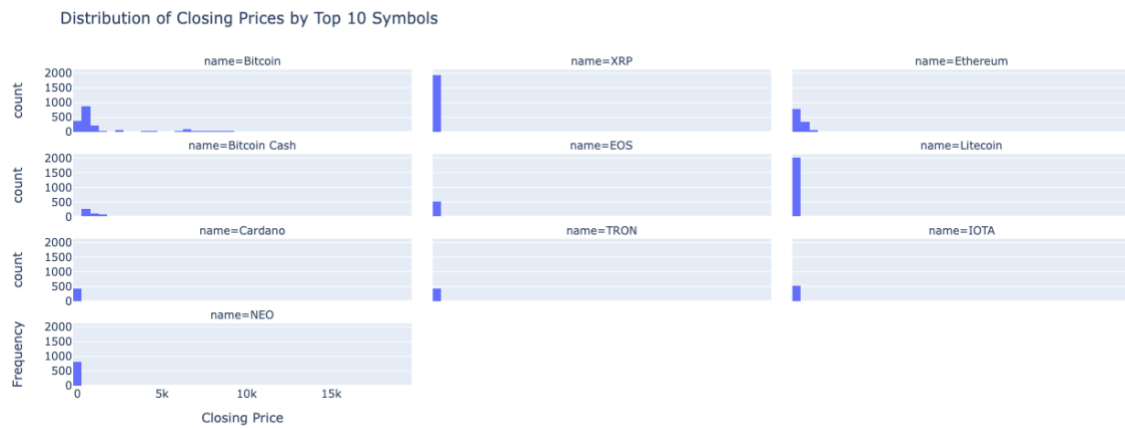 Distribution of Closing Prices by Top 10 Symbols
name=Bitcoin
name=XRP
name=Ethereum
count
2000
1500
1000
500
0
name=Bitcoin Cash
name=EOS
name=Litecoin
count
2000
1500
1000
500
0
name=Cardano
name=TRON
name=IOTA
count
2000
1500
1000
500
0
name=NEO
Frequency
2000
1500
1000
500
0
0 5k 10k 15k
Closing Price